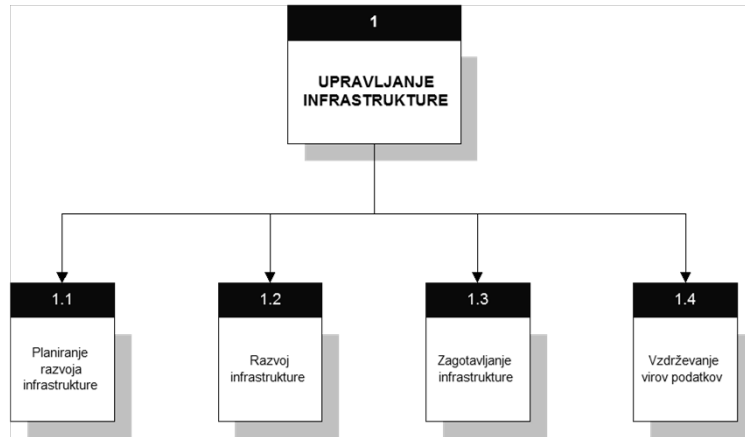 1
UPRAVLJANJE
INFRASTRUKTURE
1.1
Planiranje
razvoja
infrastrukture
1.2
Razvoj
infrastrukture
1.3
Zagotavljanje
infrastrukture
1.4
Vzdrževanje
virov podatkov